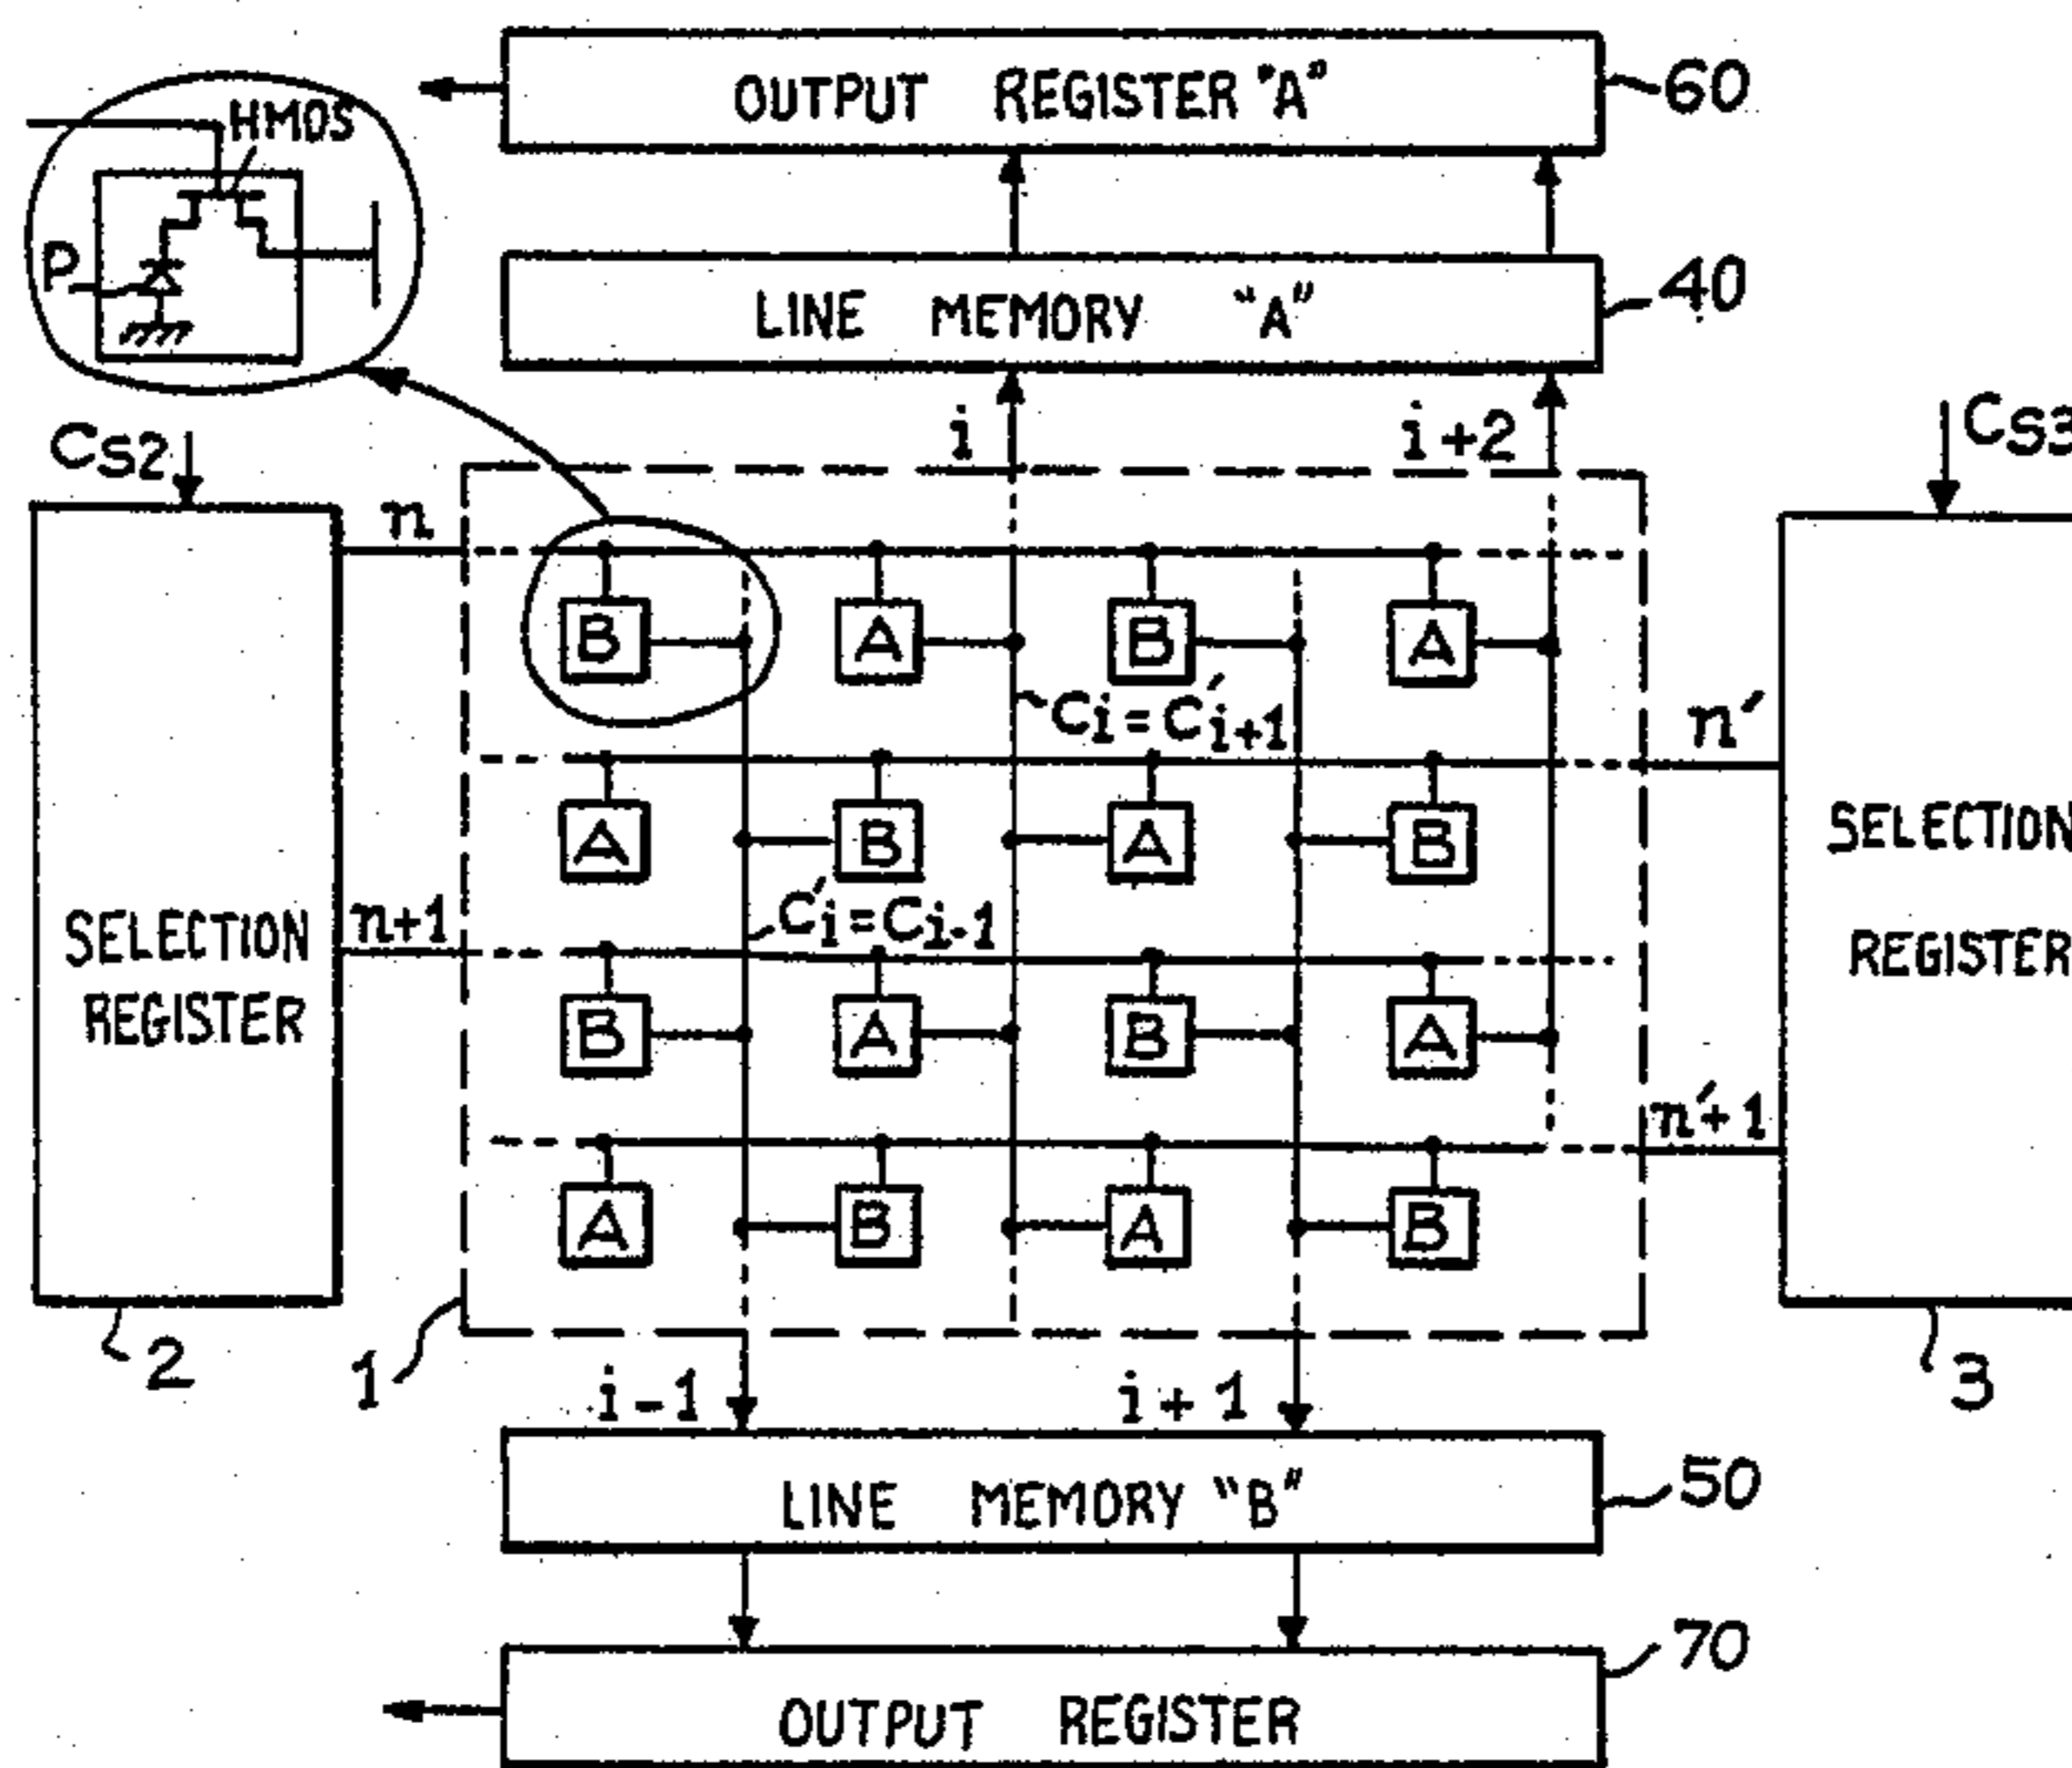 OUTPUT REGISTER "A"
60
HMOS
P
LINE MEMORY "A"
40
i
i+2
CS2
CS3
n
B A B A
Ci = C'i+1
n'
A B A B
SELECTION
REGISTER
C'i = Ci-1
n+1
SELECTION
REGISTER
B A B A
n'+1
A B A B
2
1
3
i-1
i+1
LINE MEMORY "B"
50
70
OUTPUT REGISTER